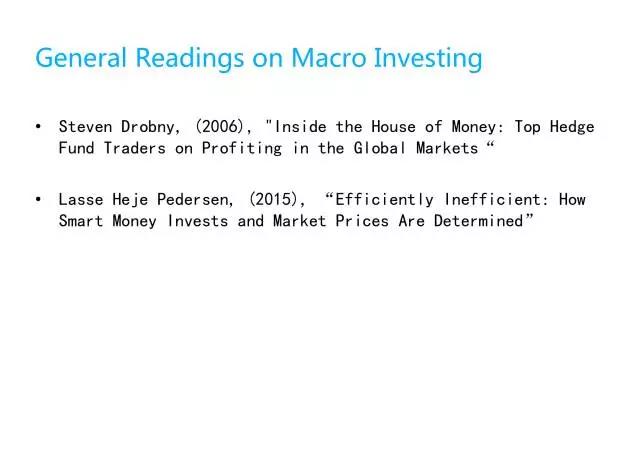 General Readings on Macro Investing
• Steven Drobny, (2006), "Inside the House of Money: Top Hedge
Fund Traders on Profiting in the Global Markets “
• Lasse Heje Pedersen, (2015), “Efficiently Inefficient: How
Smart Money Invests and Market Prices Are Determined”